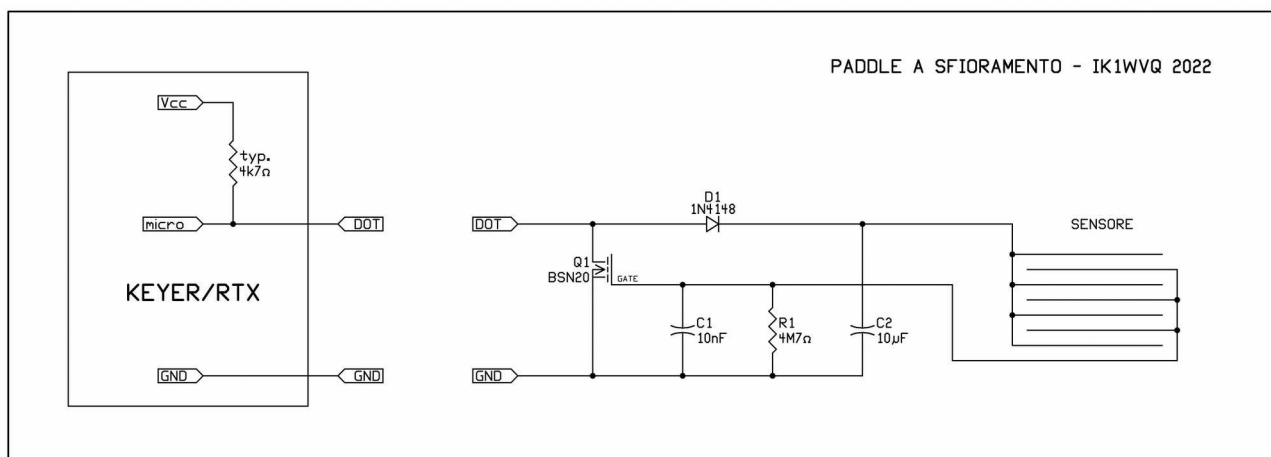 PADDLE A SFIORAMENTO - IK1WVQ 2022
Vcc
typ.
4k7Ω
micro
DOT
KEYER/RTX
GND
GND
DOT
D1
1N4148
Q1
BSN20
GATE
C1
10nF
R1
4M7Ω
C2
10µF
GND
SENSORE